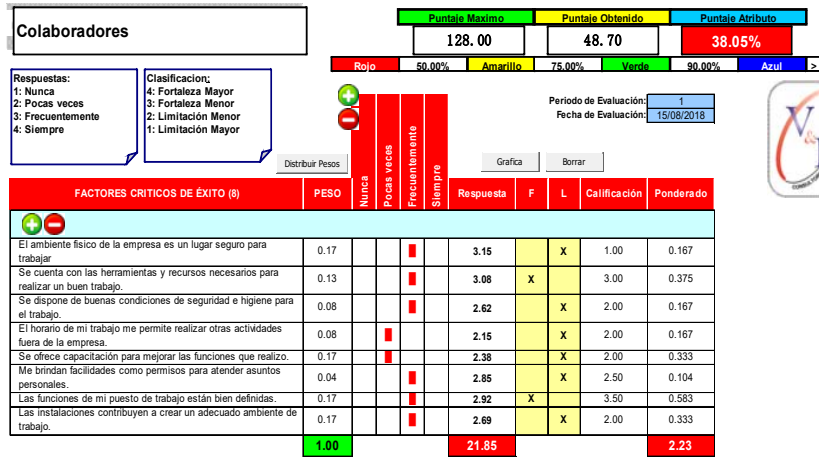 Colaboradores
Puntaje Maximo Puntaje Obtenido Puntaje Atributo
128.00 48.70 38.05%
Rojo 50.00% Amarillo 75.00% Verde 90.00% Azul >
Respuestas:
1: Nunca
2: Pocas veces
3: Frecuentemente
4: Siempre
Clasificacion:
4: Fortaleza Mayor
3: Fortaleza Menor
2: Limitación Menor
1: Limitación Mayor
Periodo de Evaluación: 1
Fecha de Evaluación: 15/08/2018
Distribuir Pesos
Grafica Borrar
V
&
FACTORES CRITICOS DE ÉXITO (8) PESO Nunca Pocas veces Frecuentemente Siempre Respuesta F L Calificación Ponderado
El ambiente fisico de la empresa es un lugar seguro para
trabajar 0.17 3.15 X 1.00 0.167
Se cuenta con las herramientas y recursos necesarios para
realizar un buen trabajo. 0.13 3.08 X 3.00 0.375
Se dispone de buenas condiciones de seguridad e higiene para
el trabajo. 0.08 2.62 X 2.00 0.167
El horario de mi trabajo me permite realizar otras actividades
fuera de la empresa. 0.08 2.15 X 2.00 0.167
Se ofrece capacitación para mejorar las funciones que realizo. 0.17 2.38 X 2.00 0.333
Me brindan facilidades como permisos para atender asuntos
personales. 0.04 2.85 X 2.50 0.104
Las funciones de mi puesto de trabajo están bien definidas. 0.17 2.92 X 3.50 0.583
Las instalaciones contribuyen a crear un adecuado ambiente de
trabajo. 0.17 2.69 X 2.00 0.333
1.00 21.85 2.23